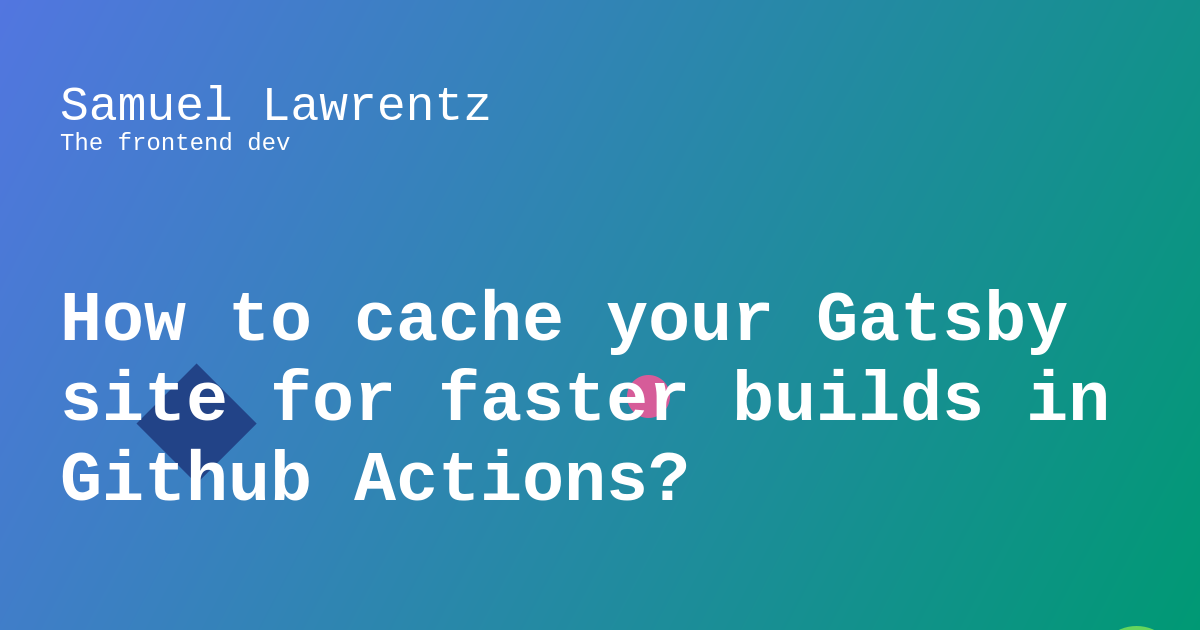 Samuel Lawrentz
The frontend dev
How to cache your Gatsby
site for faster builds in
Github Actions?